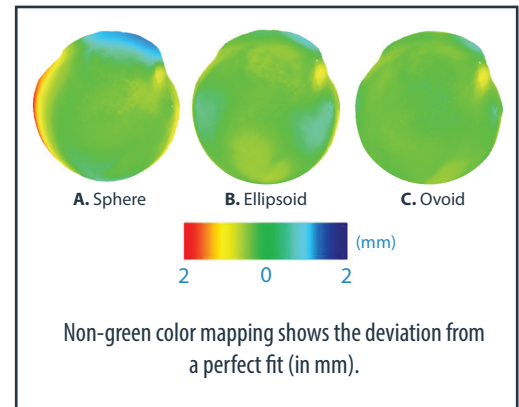 A. Sphere
B. Ellipsoid
C. Ovoid
(mm)
2 0 2
Non-green color mapping shows the deviation from
a perfect fit (in mm).